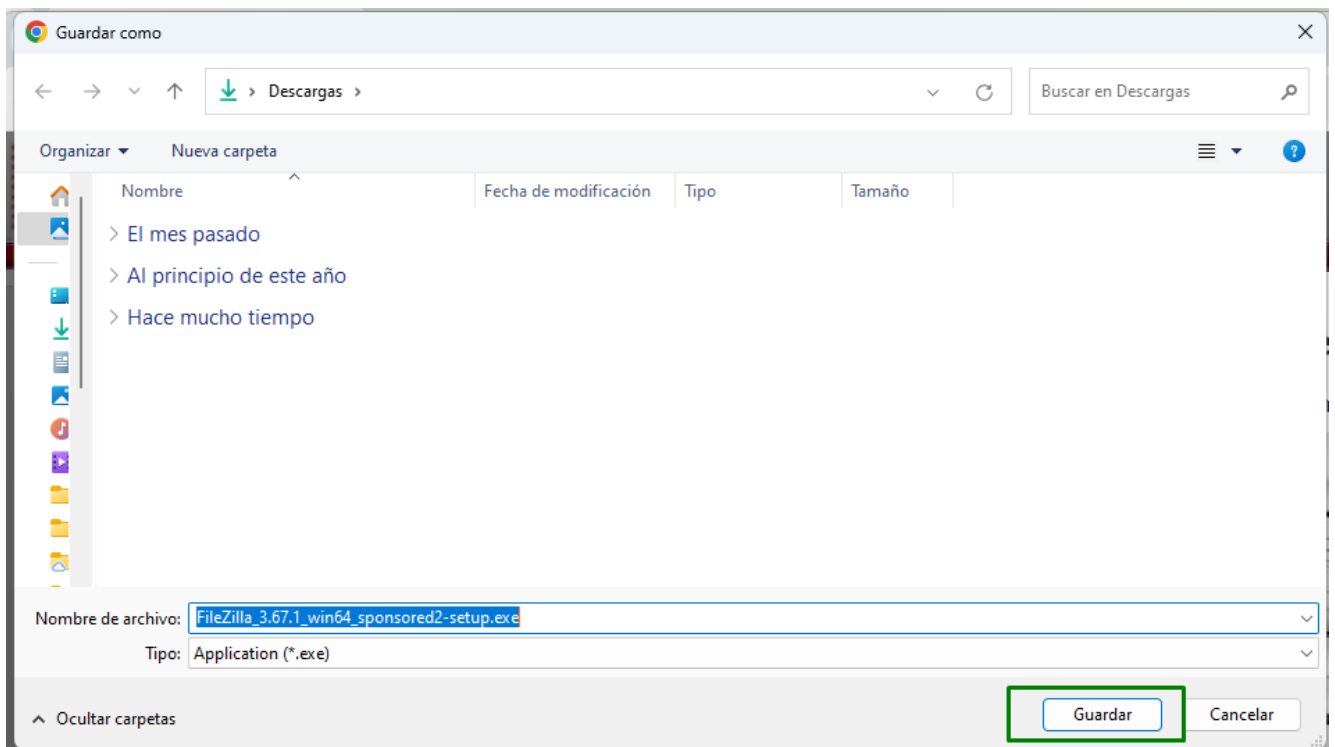 Guardar como
Descargas
Buscar en Descargas
Organizar
Nueva carpeta
Nombre Fecha de modificación Tipo Tamaño
El mes pasado
Al principio de este año
Hace mucho tiempo
Nombre de archivo: FileZilla_3.67.1_win64_sponsored2-setup.exe
Tipo: Application (*.exe)
Ocultar carpetas
Guardar
Cancelar